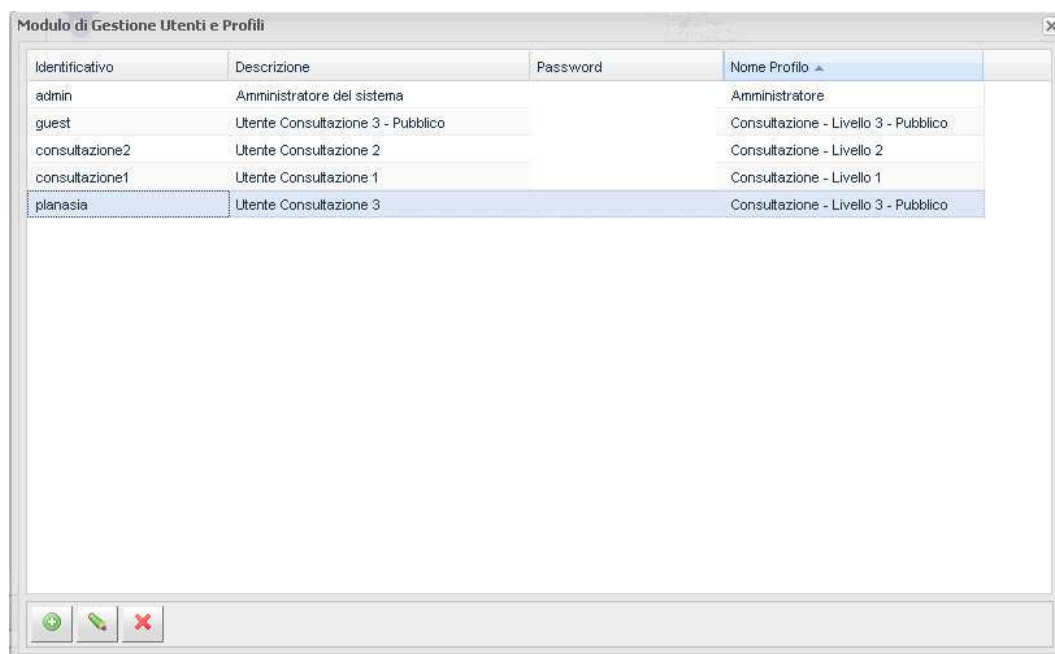 Modulo di Gestione Utenti e Profili
Identificativo Descrizione Password Nome Profilo
admin Amministratore del sistema Amministratore
guest Utente Consultazione 3 - Pubblico Consultazione - Livello 3 - Pubblico
consultazione2 Utente Consultazione 2 Consultazione - Livello 2
consultazione1 Utente Consultazione 1 Consultazione - Livello 1
planasia Utente Consultazione 3 Consultazione - Livello 3 - Pubblico